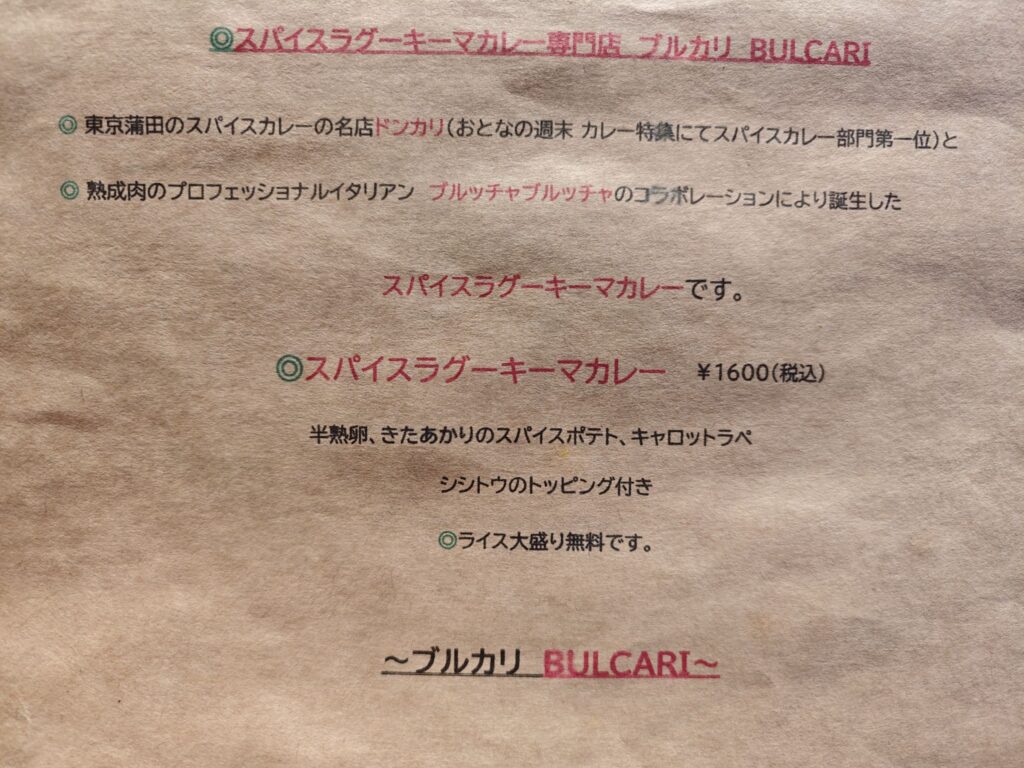 ◎スパイスラグーキーマカレー専門店 ブルカリ BULCARI
◎ 東京蒲田のスパイスカレーの名店ドンカリ(おとなの週末 カレー特集にてスパイスカレー部門第一位)と
◎ 熟成肉のプロフェッショナルイタリアン ブルッチャブルッチャのコラボレーションにより誕生した
スパイスラグーキーマカレーです。
◎スパイスラグーキーマカレー ¥1600(税込)
半熟卵、きたあかりのスパイスポテト、キャロットラペ
シシトウのトッピング付き
◎ライス大盛り無料です。
~ブルカリ BULCARI~